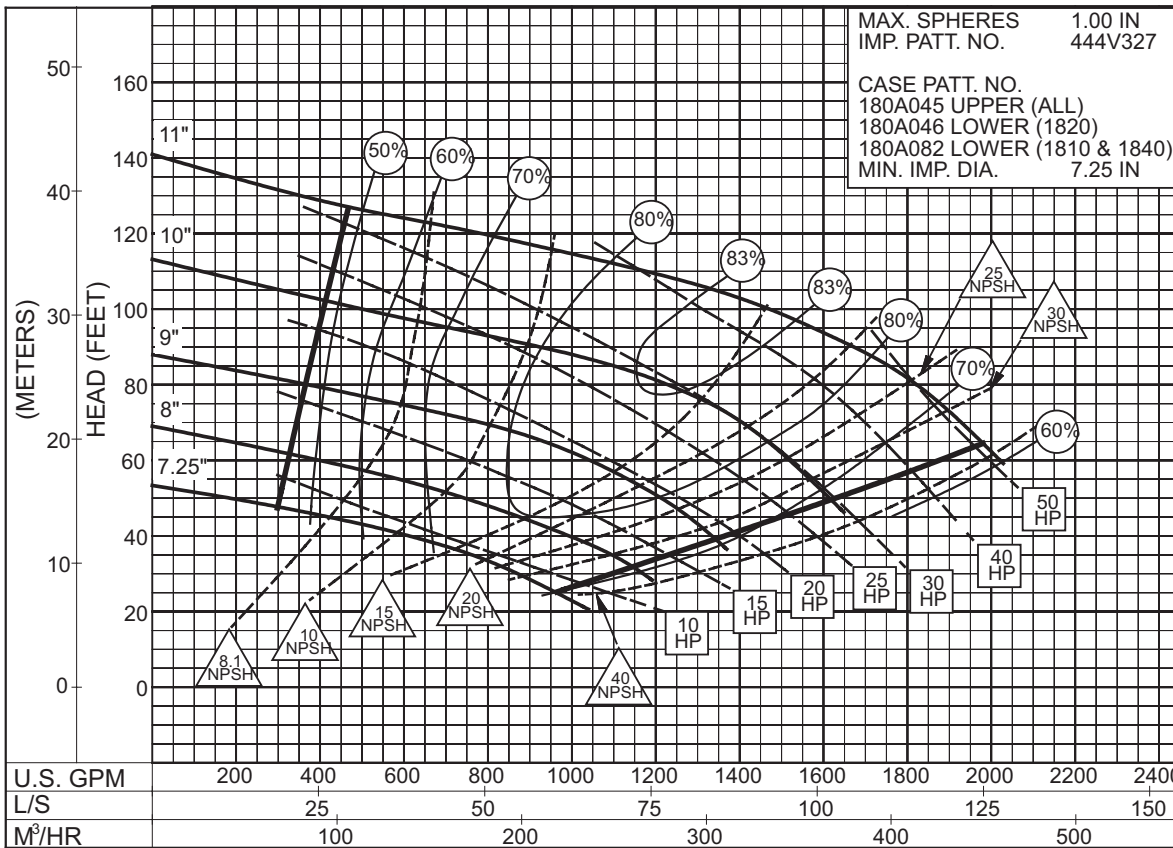 MAX. SPHERES 1.00 IN
IMP. PATT. NO. 444V327
CASE PATT. NO.
180A045 UPPER (ALL)
180A046 LOWER (1820)
180A082 LOWER (1810 & 1840)
MIN. IMP. DIA. 7.25 IN
(METERS)
50
40
30
20
10
0
HEAD (FEET)
160
140
120
100
80
60
40
20
0
11"
10"
9"
8"
7.25"
50%
60%
70%
80%
83%
83%
80%
70%
60%
25
NPSH
30
NPSH
8.1
NPSH
10
NPSH
15
NPSH
20
NPSH
40
NPSH
10
HP
15
HP
20
HP
25
HP
30
HP
40
HP
50
HP
U.S. GPM 200 400 600 800 1000 1200 1400 1600 1800 2000 2200 2400
L/S 25 50 75 100 125 150
M³/HR 100 200 300 400 500